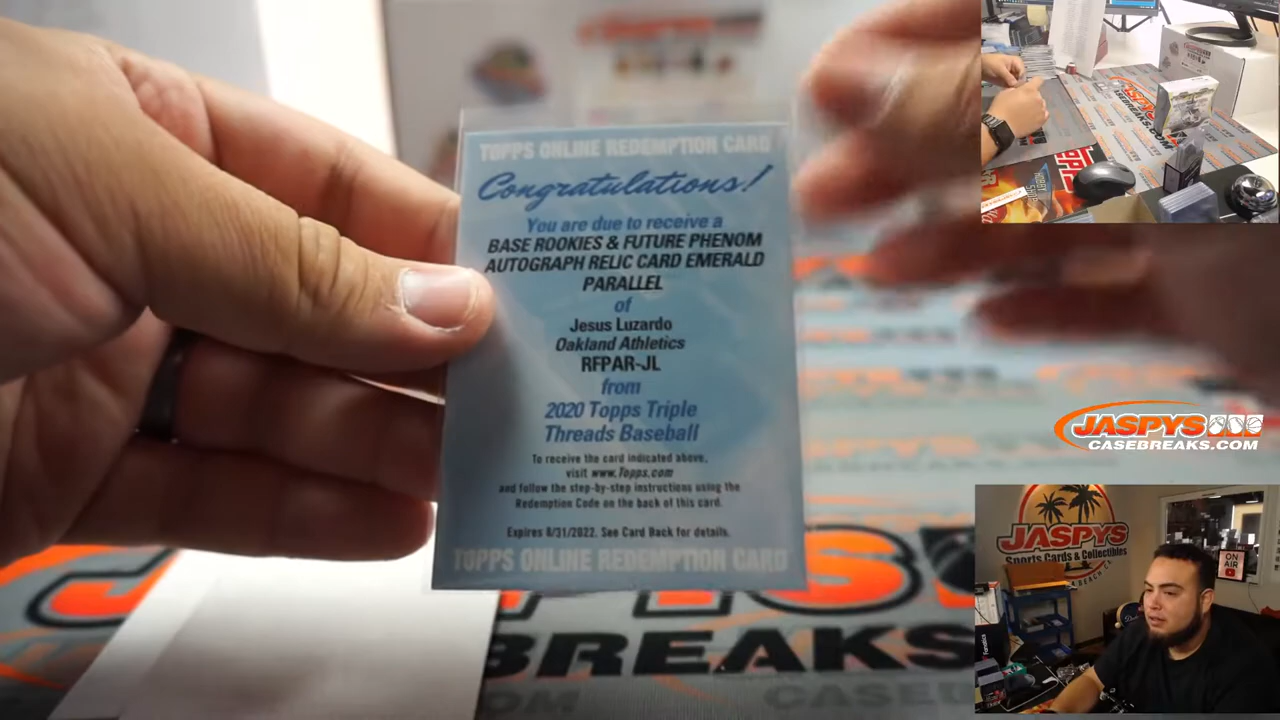 TOPPS ONLINE REDEMPTION CARD
Congratulations!
You are due to receive a
BASE ROOKIES & FUTURE PHENOM
AUTOGRAPH RELIC CARD EMERALD
PARALLEL
of
Jesus Luzardo
Oakland Athletics
RFPAR-JL
from
2020 Topps Triple
Threads Baseball
To receive the card indicated above,
visit www.Topps.com
and follow the step-by-step instructions using the
Redemption Code on the back of this card.
Expires 8/31/2022. See Card Back for details.
TOPPS ONLINE REDEMPTION CARD
BREAKS
.COM
CASEB
JASPYS
CASEBREAKS.COM
JASPYS
Sports Cards & Collectibles
ON
AIR